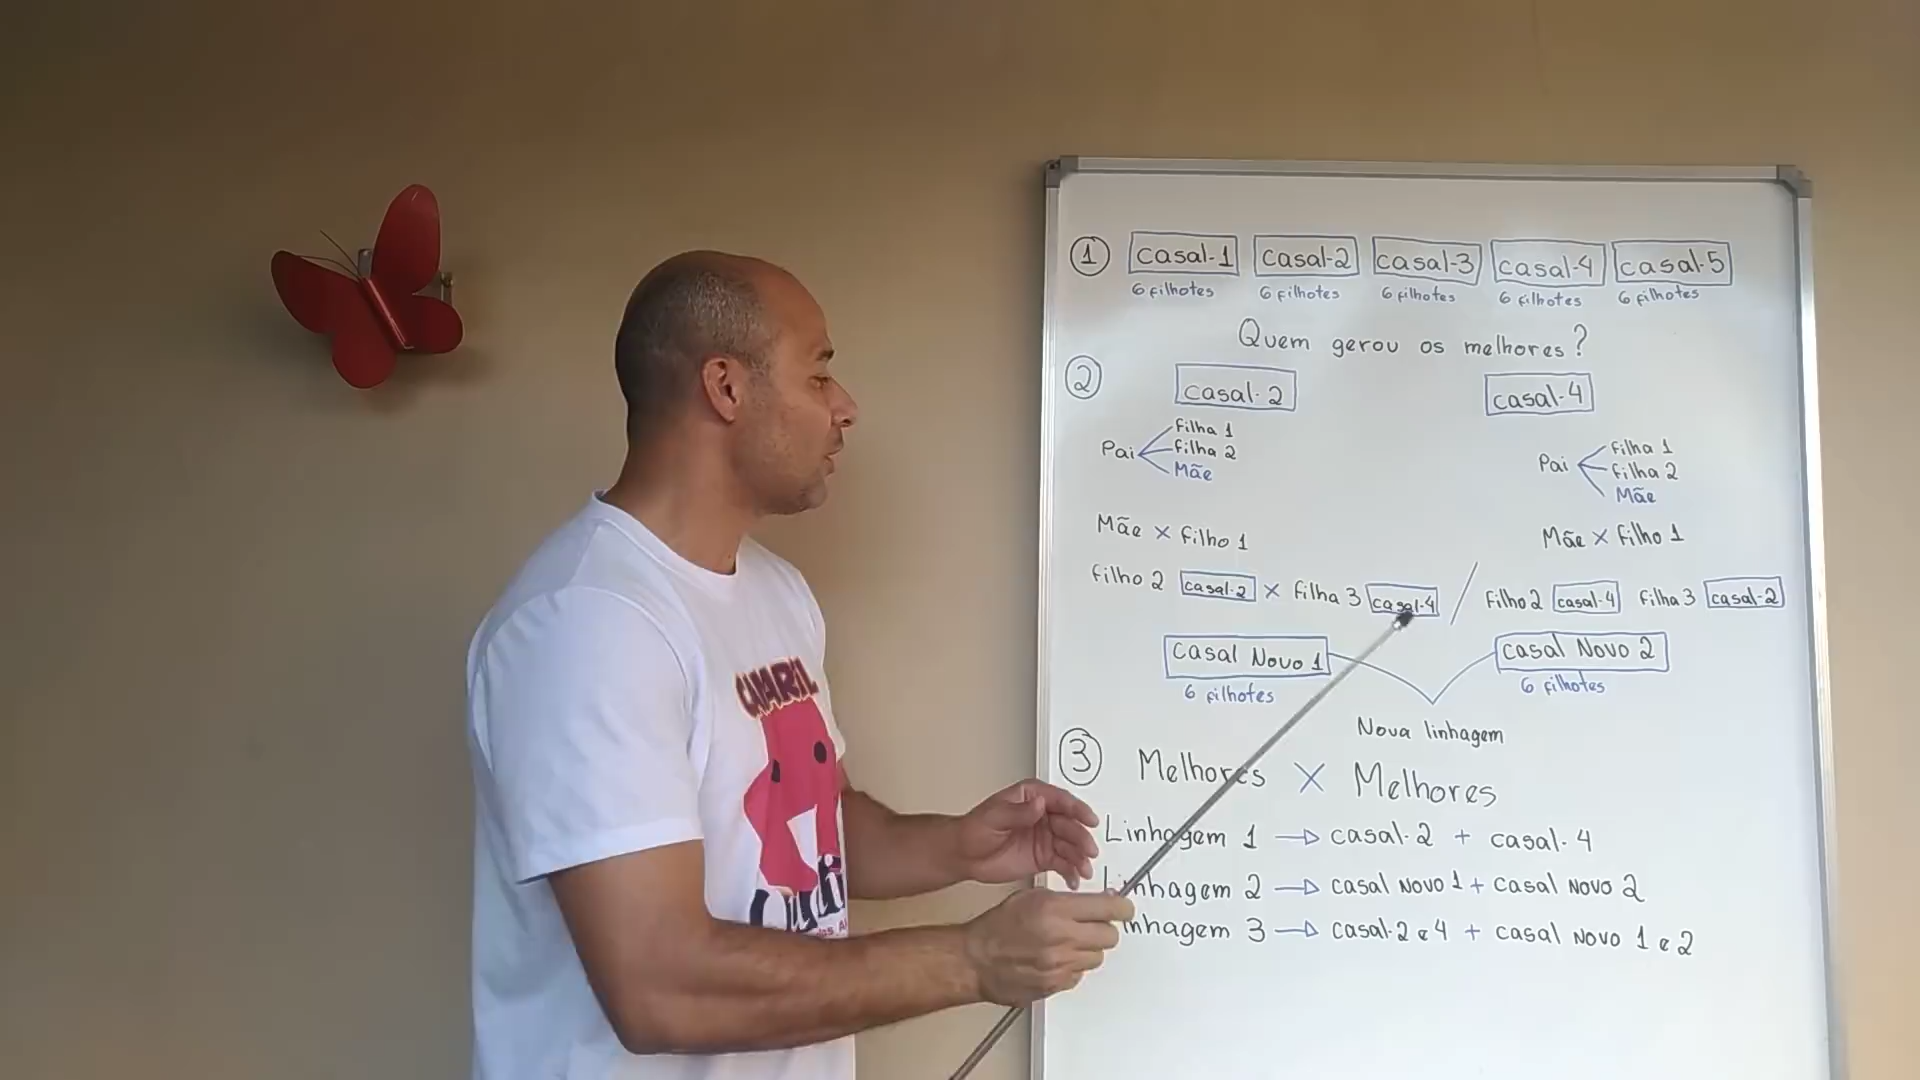 1 casal-1 casal-2 casal-3 casal-4 casal-5
6 filhotes 6 filhotes 6 filhotes 6 filhotes 6 filhotes
Quem gerou os melhores?
2 casal-2 casal-4
Pai filha 1
filha 2
Mãe
Pai filha 1
filha 2
Mãe
Mãe x filho 1
Mãe x filho 1
filho 2 casal-2 x filha 3 casal-4 / filho 2 casal-4 filha 3 casal-2
casal Novo 1 casal Novo 2
6 filhotes 6 filhotes
Nova linhagem
3 Melhores X Melhores
Linhagem 1 → casal-2 + casal-4
Linhagem 2 → casal Novo 1 + casal Novo 2
nhagem 3 → casal-2 e 4 + casal Novo 1 e 2
CANARIL